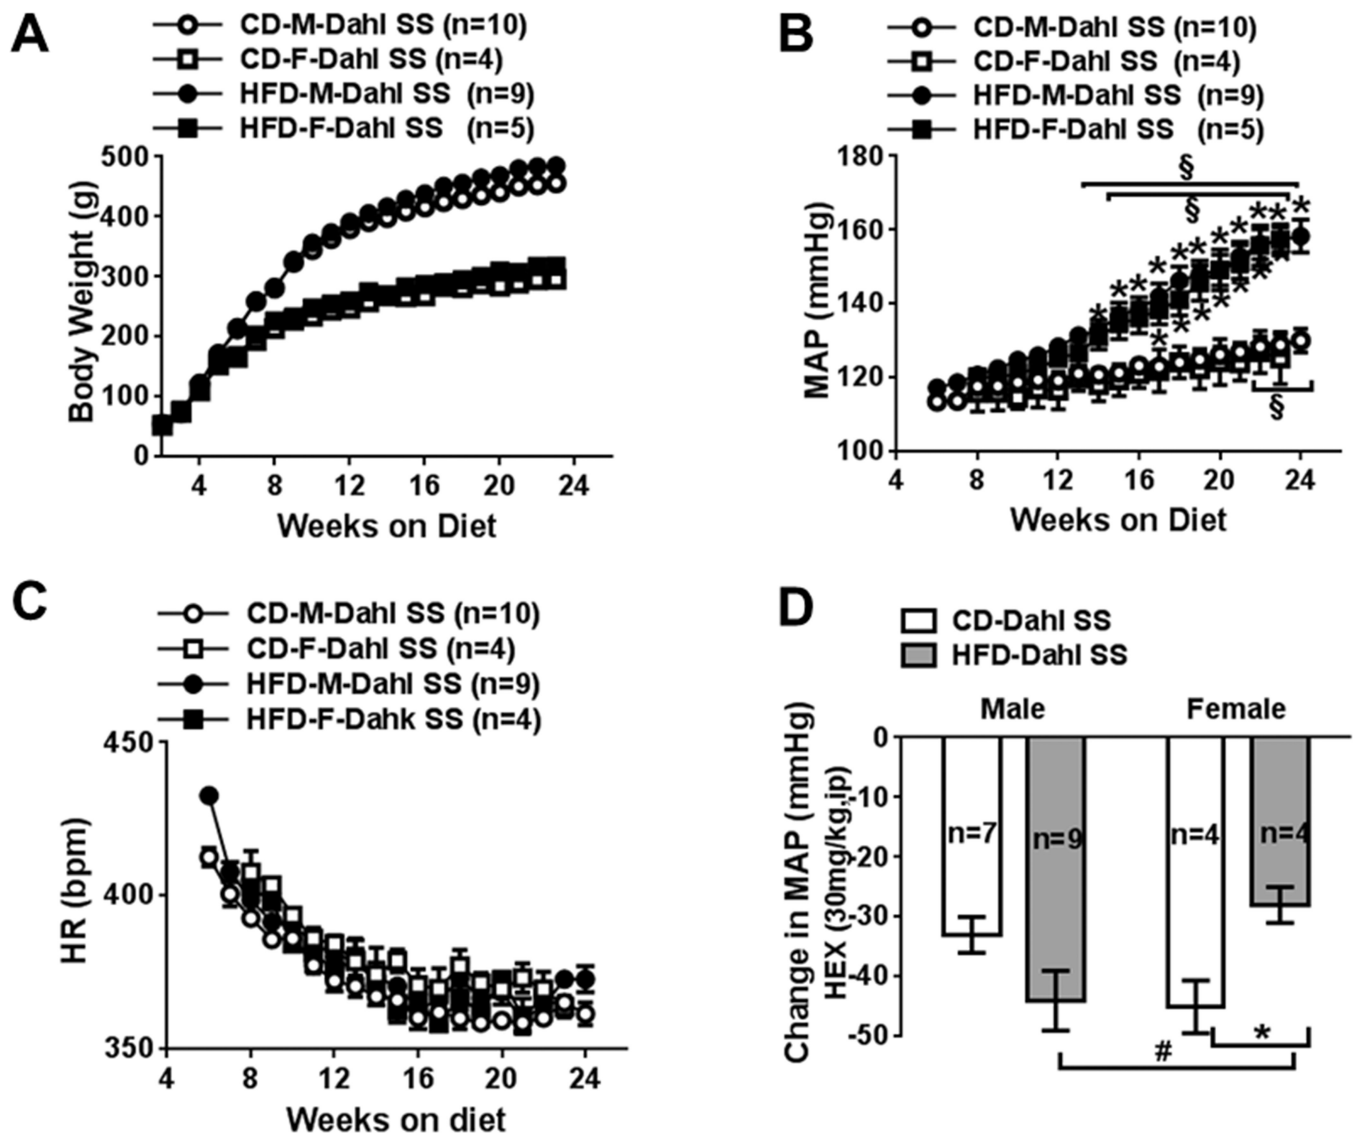 A
CD-M-Dahl SS (n=10)
CD-F-Dahl SS (n=4)
HFD-M-Dahl SS (n=9)
HFD-F-Dahl SS (n=5)
Body Weight (g)
500
400
300
200
100
0
4 8 12 16 20 24
Weeks on Diet
B
CD-M-Dahl SS (n=10)
CD-F-Dahl SS (n=4)
HFD-M-Dahl SS (n=9)
HFD-F-Dahl SS (n=5)
MAP (mmHg)
180
160
140
120
100
§
§
* * * * * * * * * * *
* * * * * * *
§
4 8 12 16 20 24
Weeks on Diet
C
CD-M-Dahl SS (n=10)
CD-F-Dahl SS (n=4)
HFD-M-Dahl SS (n=9)
HFD-F-Dahk SS (n=4)
HR (bpm)
450
400
350
4 8 12 16 20 24
Weeks on diet
D
CD-Dahl SS
HFD-Dahl SS
Male Female
Change in MAP (mmHg)
HEX (30mg/kg,ip)
0
-10
-20
-30
-40
-50
n=7 n=9 n=4 n=4
*
#